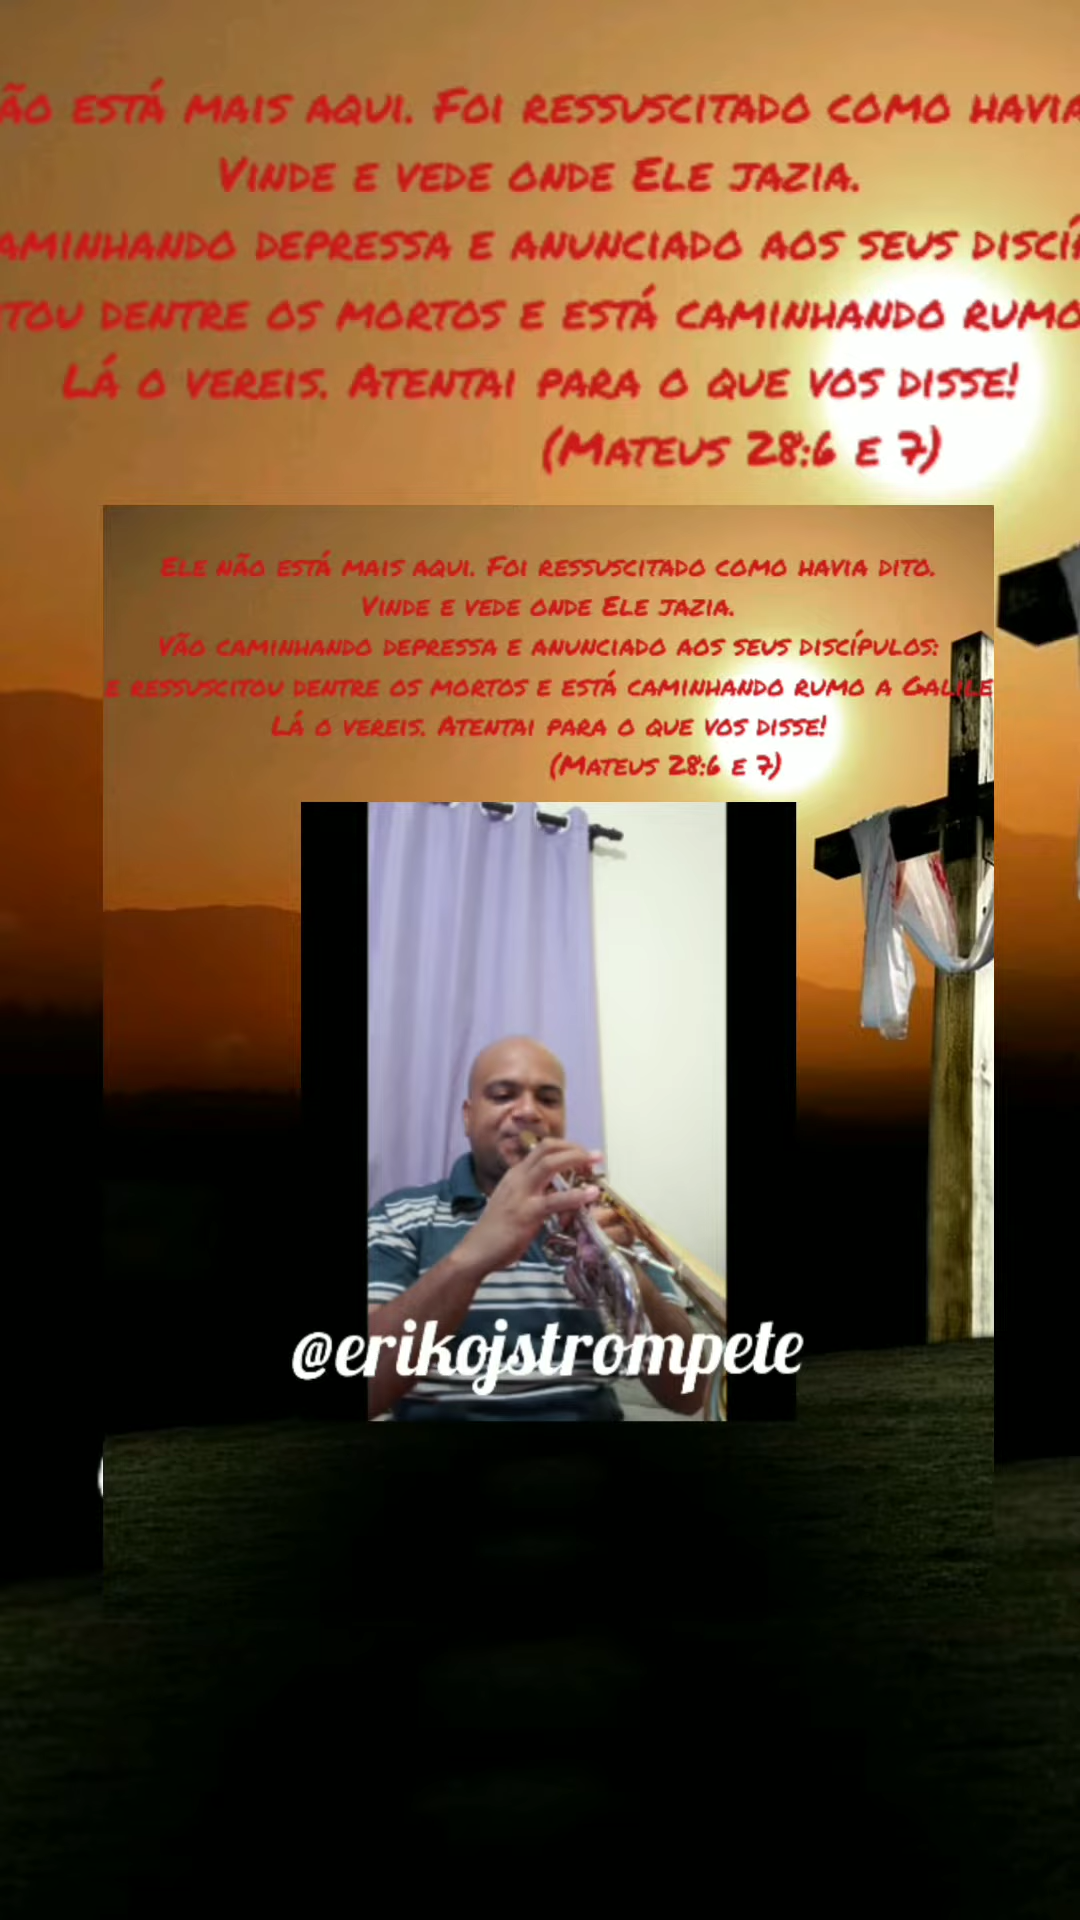 ão está mais aqui. Foi ressuscitado como havia
Vinde e vede onde Ele jazia.
aminhando depressa e anunciado aos seus discíp
tou dentre os mortos e está caminhando rumo
Lá o vereis. Atentai para o que vos disse!
(Mateus 28:6 e 7)
Ele não está mais aqui. Foi ressuscitado como havia dito.
Vinde e vede onde Ele jazia.
Vão caminhando depressa e anunciado aos seus discípulos:
e ressuscitou dentre os mortos e está caminhando rumo a Galile
Lá o vereis. Atentai para o que vos disse!
(Mateus 28:6 e 7)
@erikojstrompete